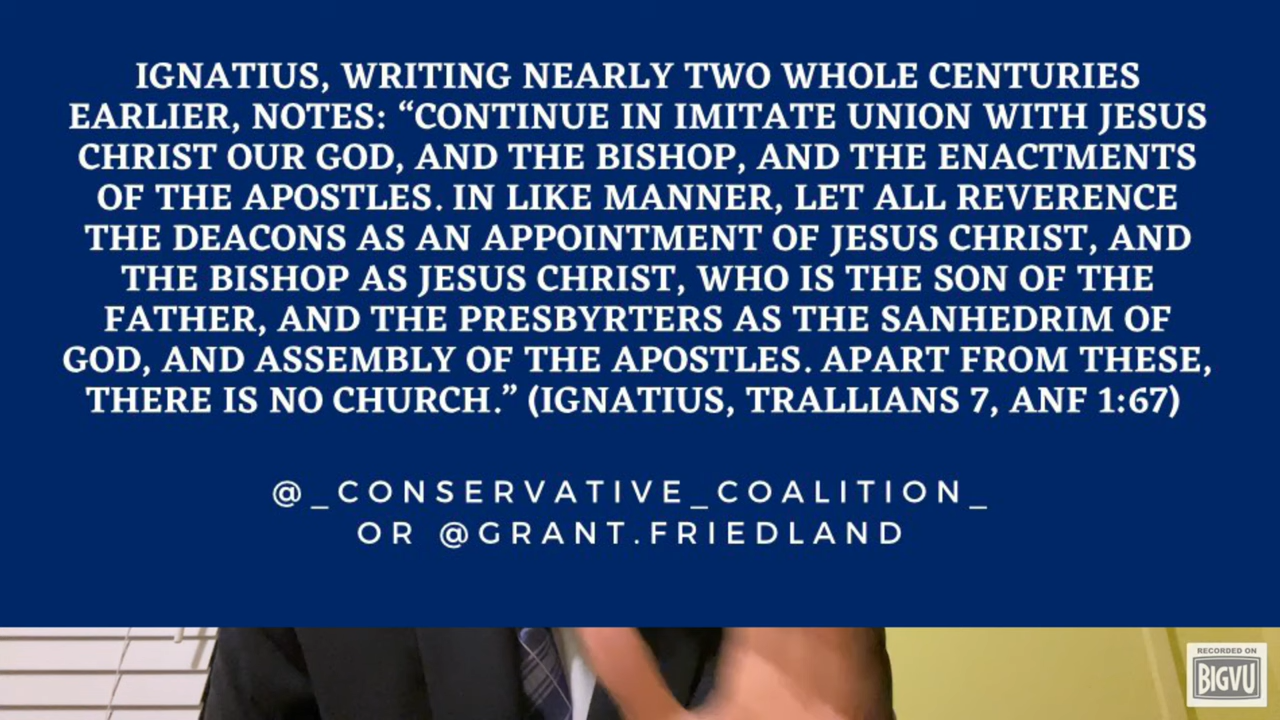 IGNATIUS, WRITING NEARLY TWO WHOLE CENTURIES
EARLIER, NOTES: “CONTINUE IN IMITATE UNION WITH JESUS
CHRIST OUR GOD, AND THE BISHOP, AND THE ENACTMENTS
OF THE APOSTLES. IN LIKE MANNER, LET ALL REVERENCE
THE DEACONS AS AN APPOINTMENT OF JESUS CHRIST, AND
THE BISHOP AS JESUS CHRIST, WHO IS THE SON OF THE
FATHER, AND THE PRESBYRTERS AS THE SANHEDRIM OF
GOD, AND ASSEMBLY OF THE APOSTLES. APART FROM THESE,
THERE IS NO CHURCH.” (IGNATIUS, TRALLIANS 7, ANF 1:67)
@_CONSERVATIVE_COALITION_
OR @GRANT.FRIEDLAND
RECORDED ON
BIGVU